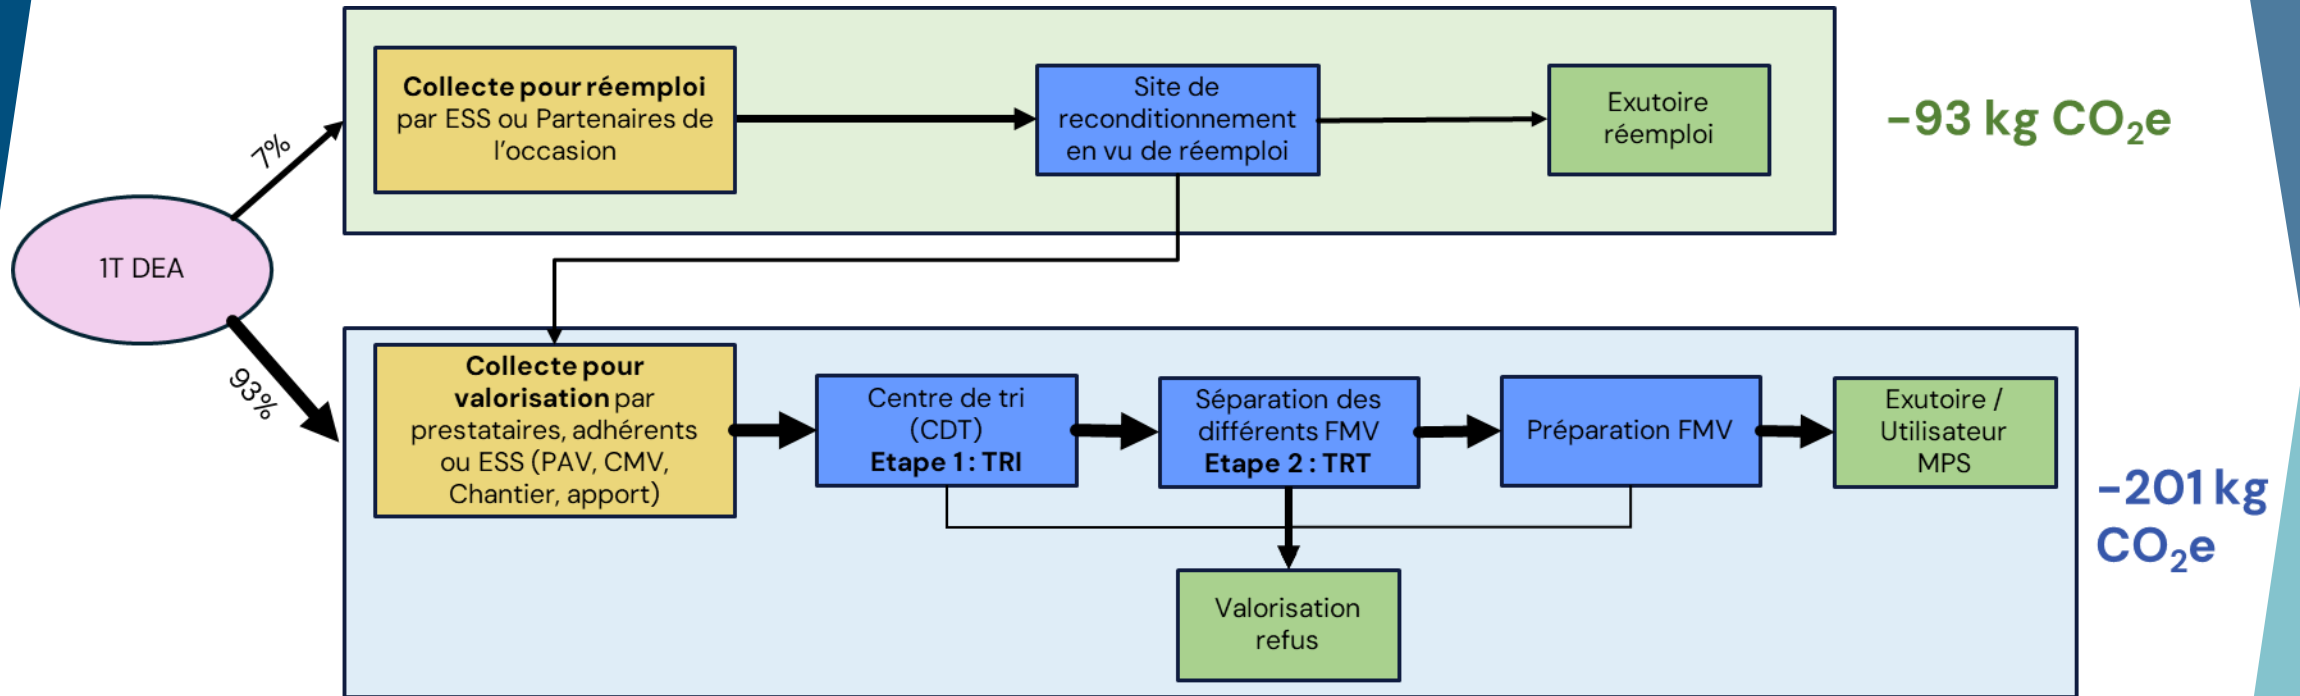 Collecte pour réemploi
par ESS ou Partenaires de
l'occasion
Site de
reconditionnement
en vu de réemploi
Exutoire
réemploi
-93 kg CO₂e
7%
1T DEA
93%
Collecte pour
valorisation par
prestataires, adhérents
ou ESS (PAV, CMV,
Chantier, apport)
Centre de tri
(CDT)
Etape 1 : TRI
Séparation des
différents FMV
Etape 2 : TRT
Préparation FMV
Exutoire /
Utilisateur
MPS
-201 kg
CO₂e
Valorisation
refus